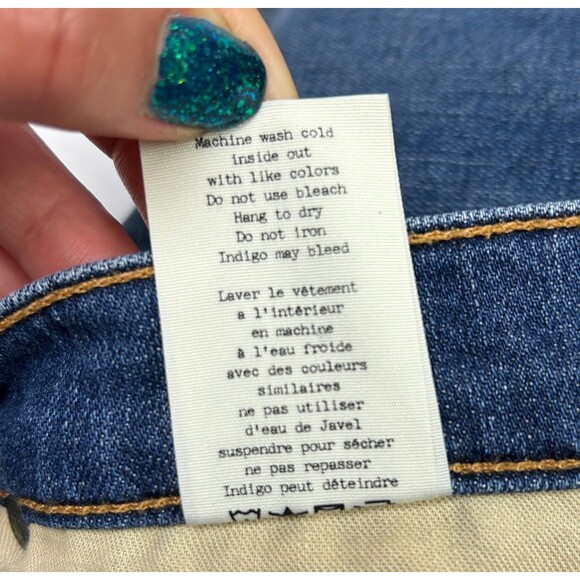 Machine wash cold
inside out
with like colors
Do not use bleach
Hang to dry
Do not iron
Indigo may bleed
Laver le vêtement
a l'intérieur
en machine
à l'eau froide
avec des couleurs
similaires
ne pas utiliser
d'eau de Javel
suspendre pour sécher
ne pas repasser
Indigo peut déteindre